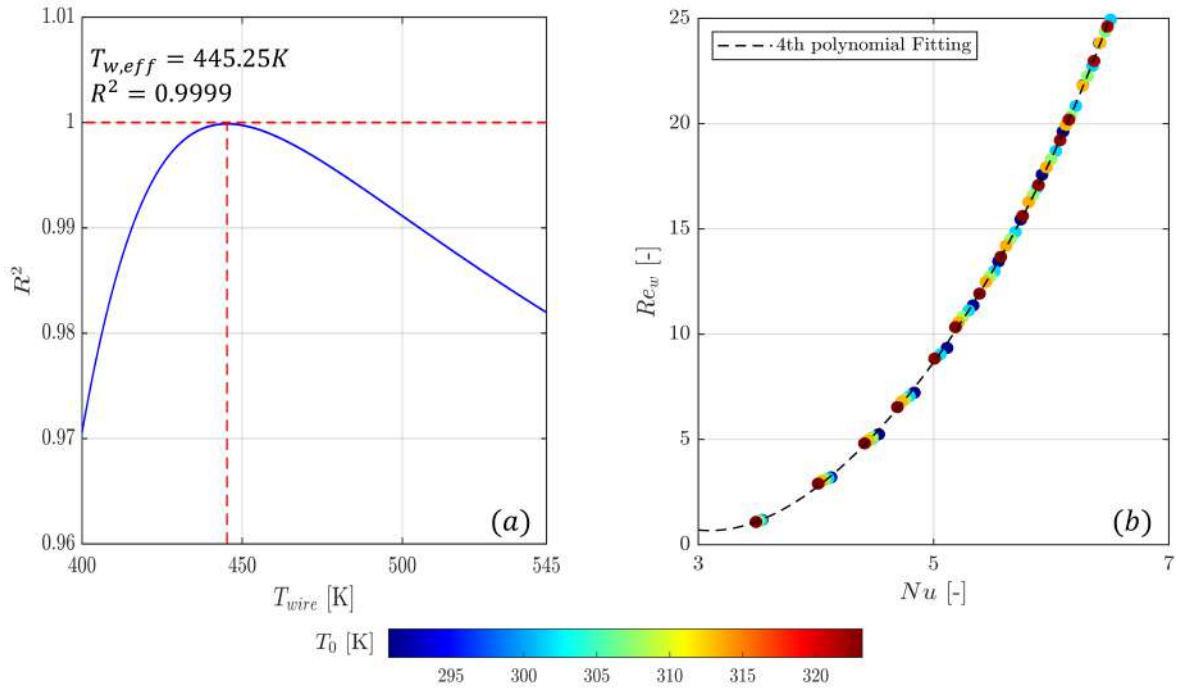 1.01
T_{w,eff} = 445.25K
R^2 = 0.9999
1
0.99
0.98
0.97
0.96
R^2
400 450 500 545
T_{wire} [K]
(a)
25
4th polynomial Fitting
20
15
10
5
0
Re_w [-]
3 5 7
Nu [-]
(b)
T_0 [K]
295 300 305 310 315 320